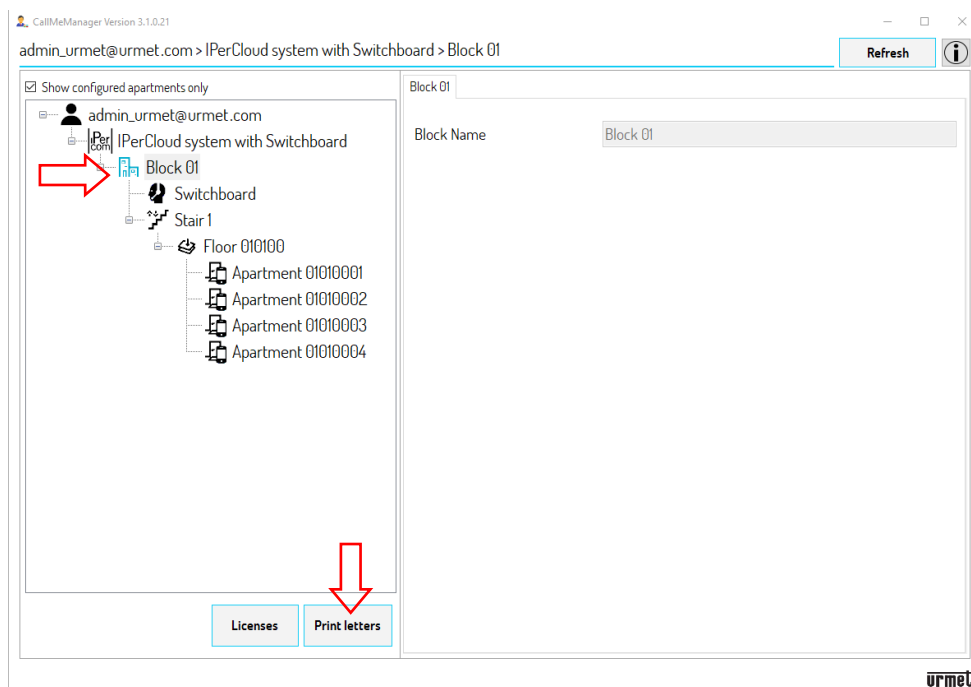 CallMeManager Version 3.1.0.21
admin_urmet@urmet.com > IPerCloud system with Switchboard > Block 01
Refresh
Show configured apartments only
Block 01
admin_urmet@urmet.com
IPer
com
IPerCloud system with Switchboard
Block 01
Switchboard
Stair 1
Floor 010100
Apartment 01010001
Apartment 01010002
Apartment 01010003
Apartment 01010004
Block Name
Block 01
Licenses
Print letters
urmet